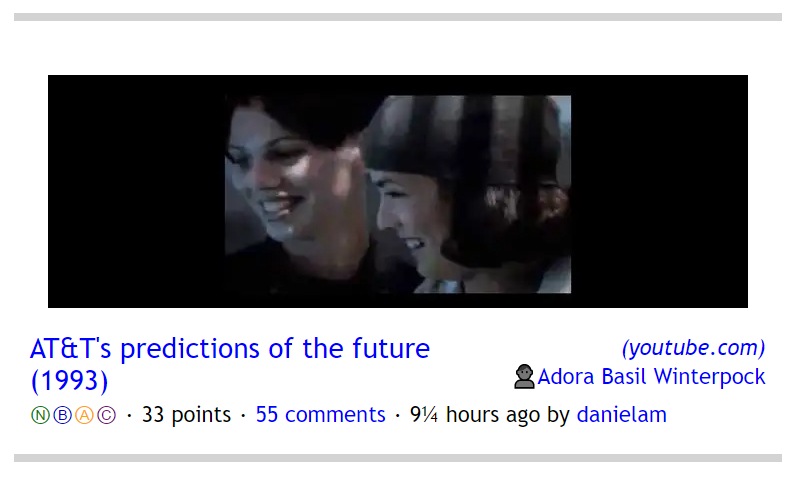 AT&T's predictions of the future (youtube.com)
(1993) Adora Basil Winterpock
Ⓝ Ⓑ Ⓐ Ⓒ · 33 points · 55 comments · 9¼ hours ago by danielam